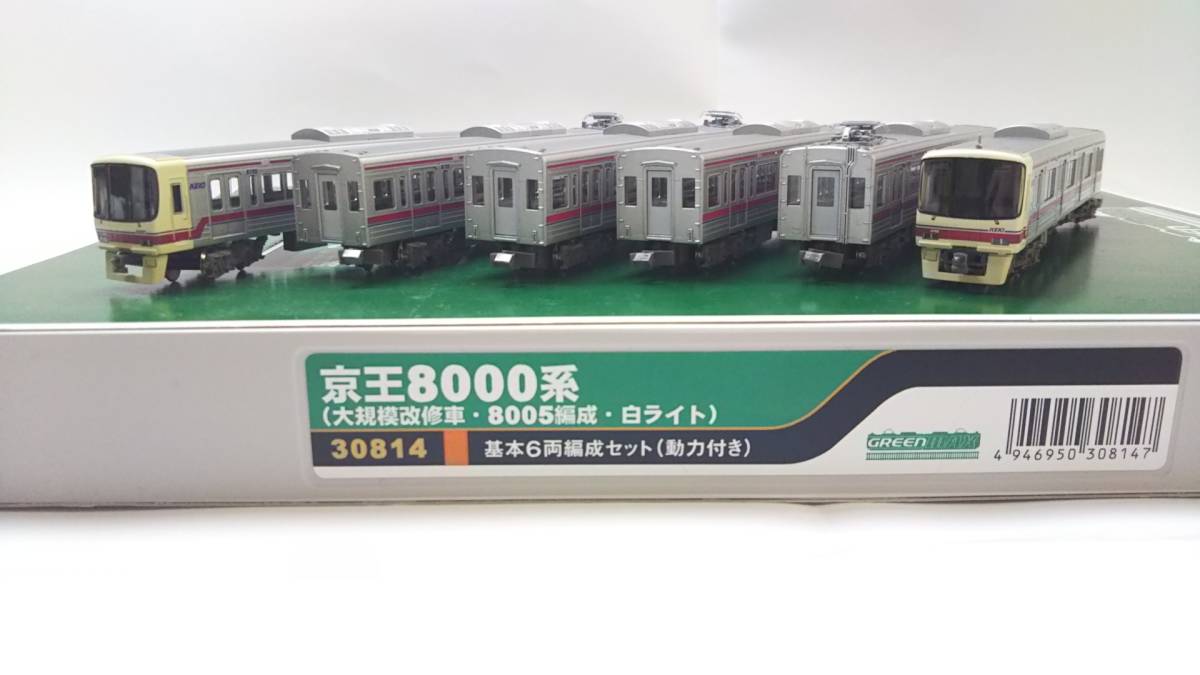 KEIO
KEIO
京王8000系
(大規模改修車・8005編成・白ライト)
30814
基本6両編成セット(動力付き)
GREENMAX
4 946950 308147